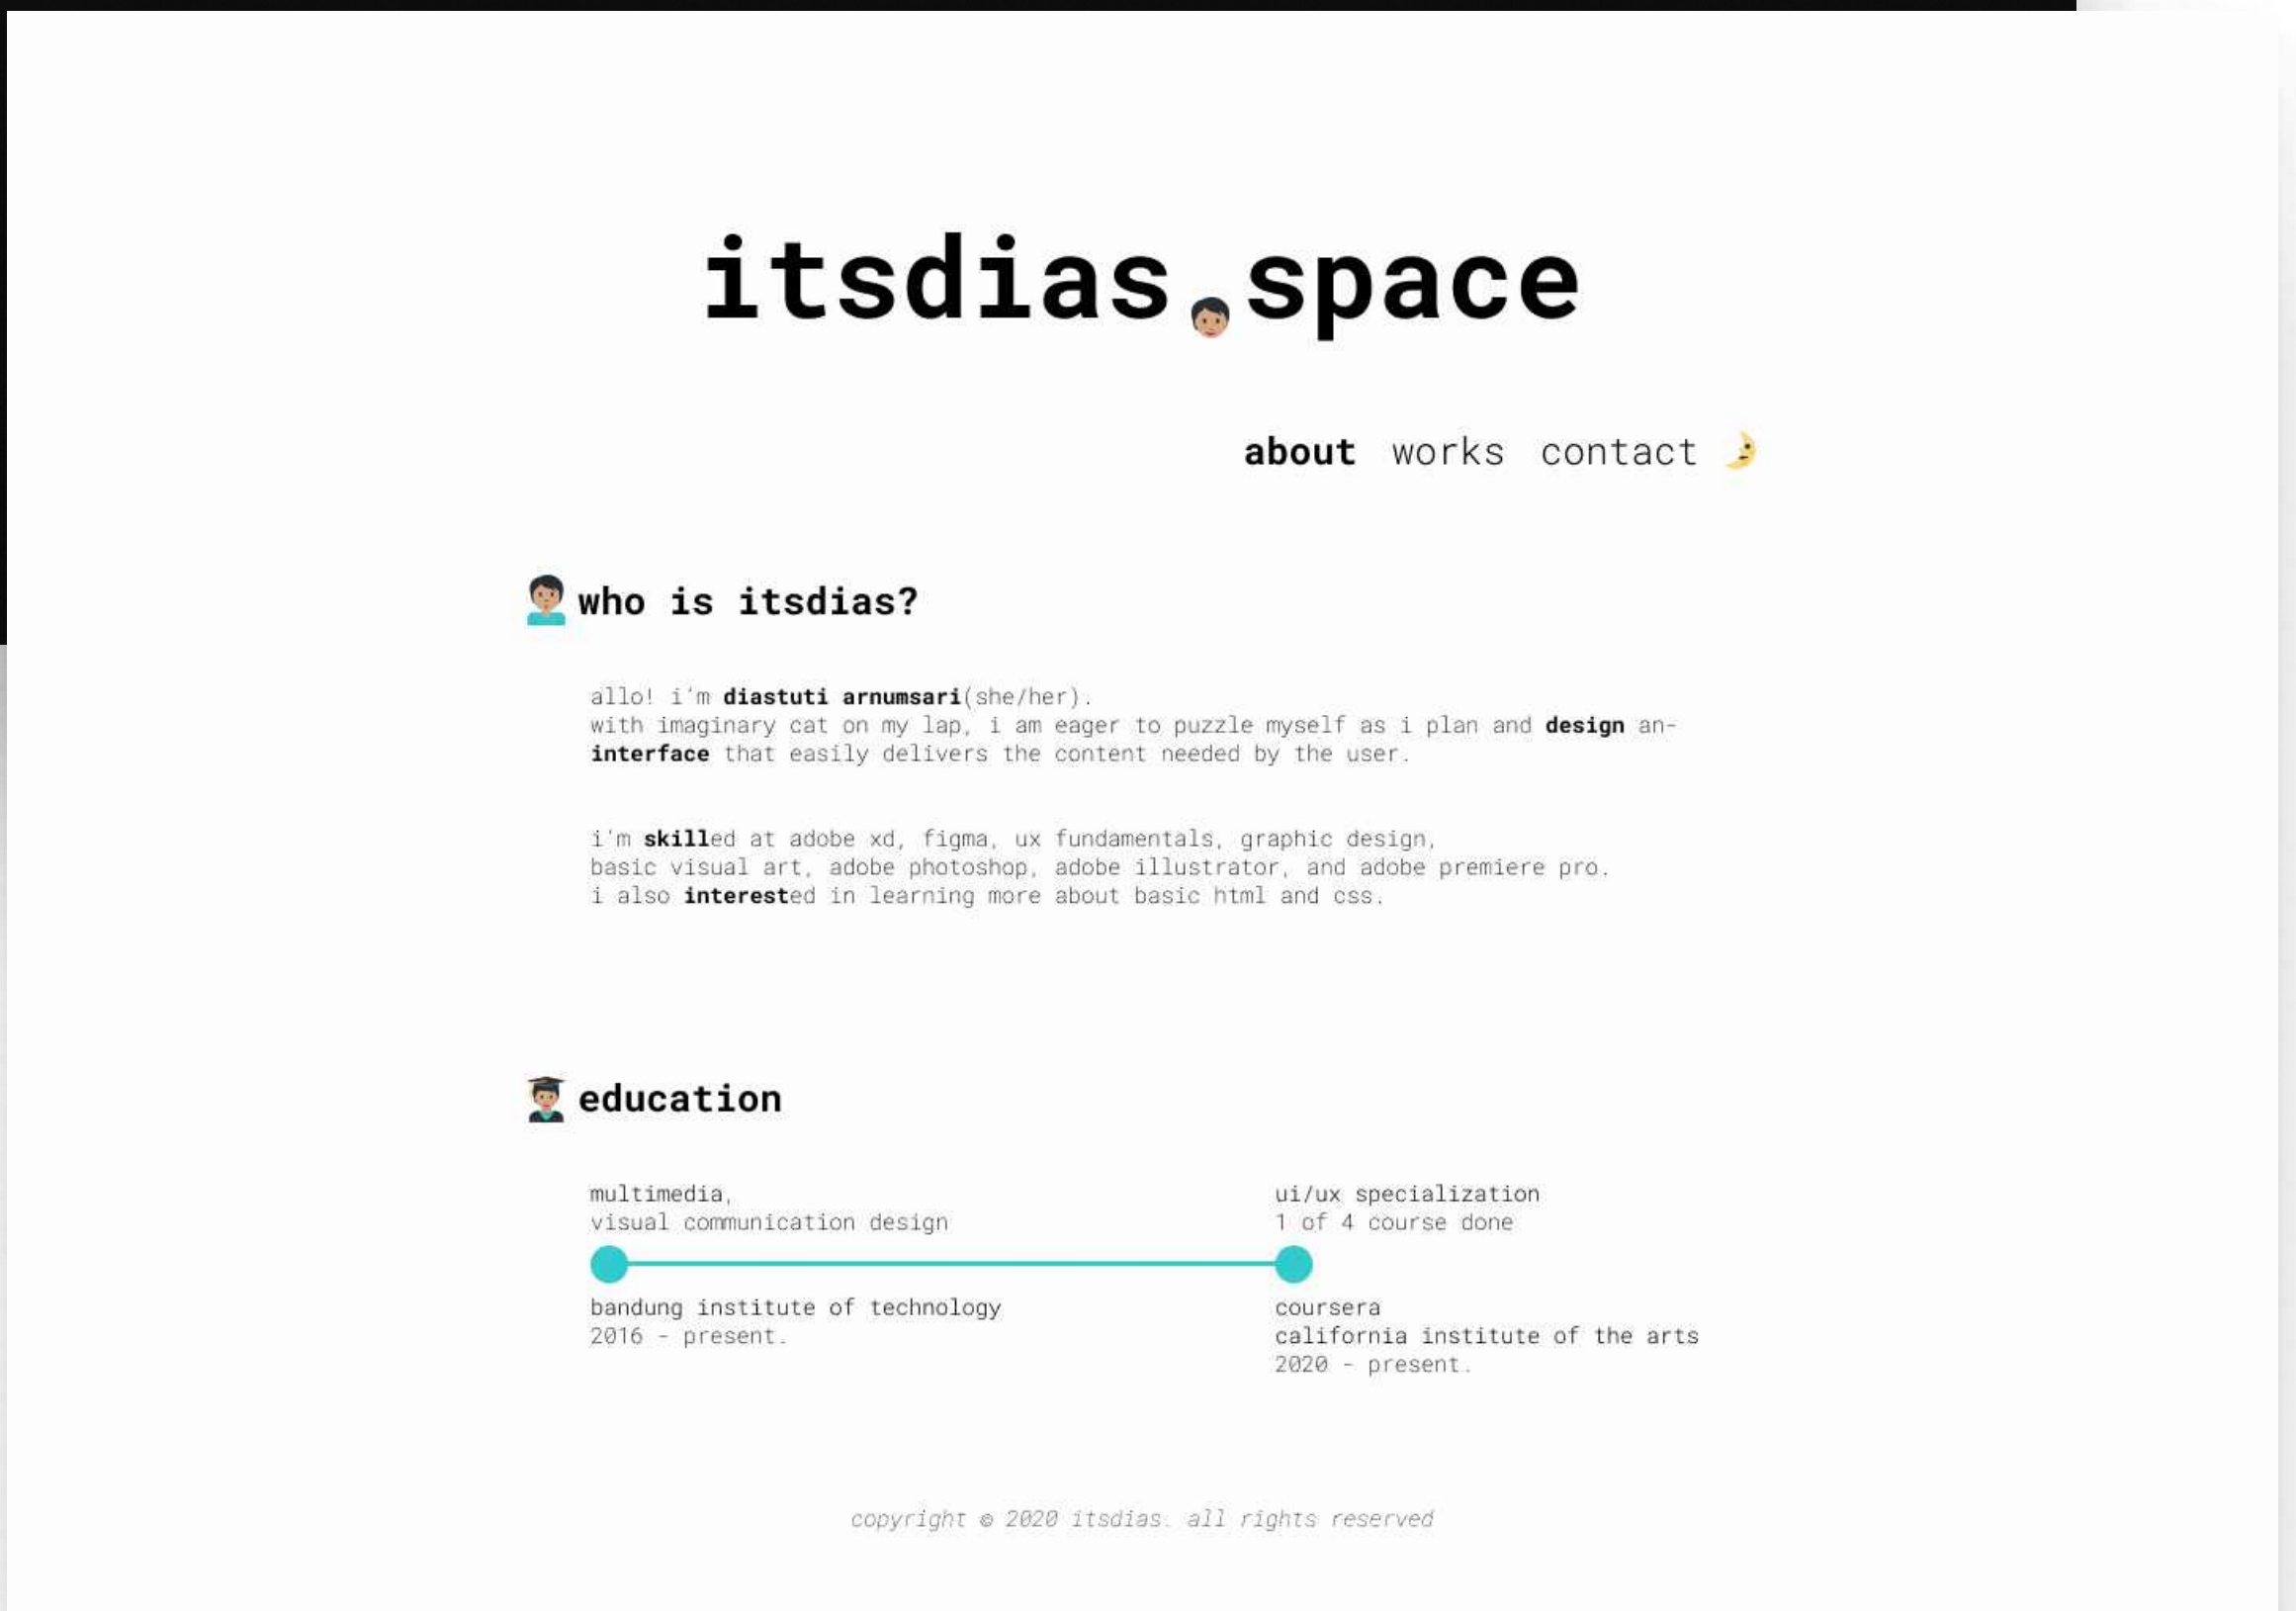 itsdias.space
about works contact
who is itsdias?
allo! i'm diastuti arnumsari(she/her).
with imaginary cat on my lap, i am eager to puzzle myself as i plan and design an-
interface that easily delivers the content needed by the user.
i'm skilled at adobe xd, figma, ux fundamentals, graphic design,
basic visual art, adobe photoshop, adobe illustrator, and adobe premiere pro.
i also interested in learning more about basic html and css.
education
multimedia,
visual communication design
bandung institute of technology
2016 - present.
ui/ux specialization
1 of 4 course done
coursera
california institute of the arts
2020 - present.
copyright © 2020 itsdias. all rights reserved